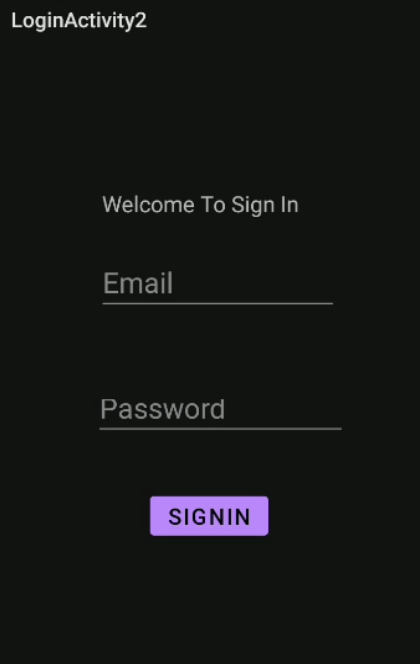 LoginActivity2
Welcome To Sign In
Email
Password
SIGNIN